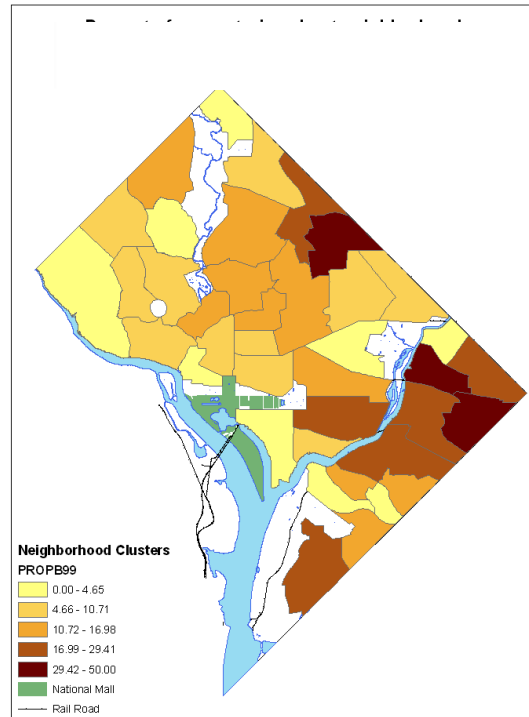 Neighborhood Clusters
PROPB99
0.00 - 4.65
4.66 - 10.71
10.72 - 16.98
16.99 - 29.41
29.42 - 50.00
National Mall
Rail Road